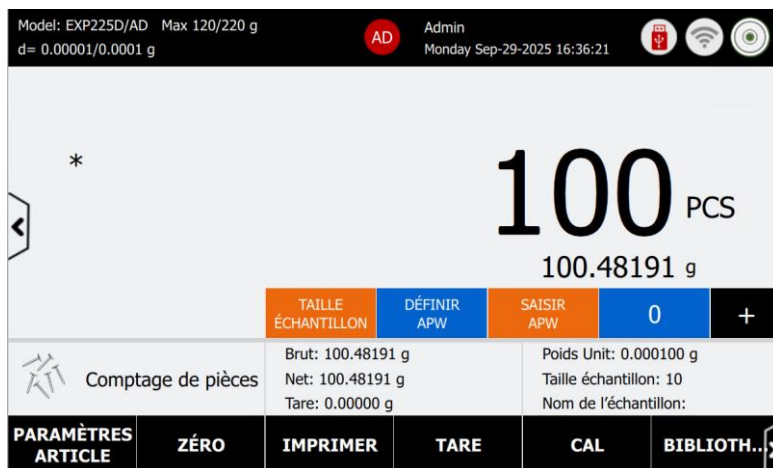 Model: EXP225D/AD Max 120/220 g
d= 0.00001/0.0001 g
AD
Admin
Monday Sep-29-2025 16:36:21
*
100 PCS
100.48191 g
TAILLE
ÉCHANTILLON
DÉFINIR
APW
SAISIR
APW
0
+
Comptage de pièces
Brut: 100.48191 g
Net: 100.48191 g
Tare: 0.00000 g
Poids Unit: 0.000100 g
Taille échantillon: 10
Nom de l'échantillon:
PARAMÈTRES
ARTICLE
ZÉRO
IMPRIMER
TARE
CAL
BIBLIOTH...